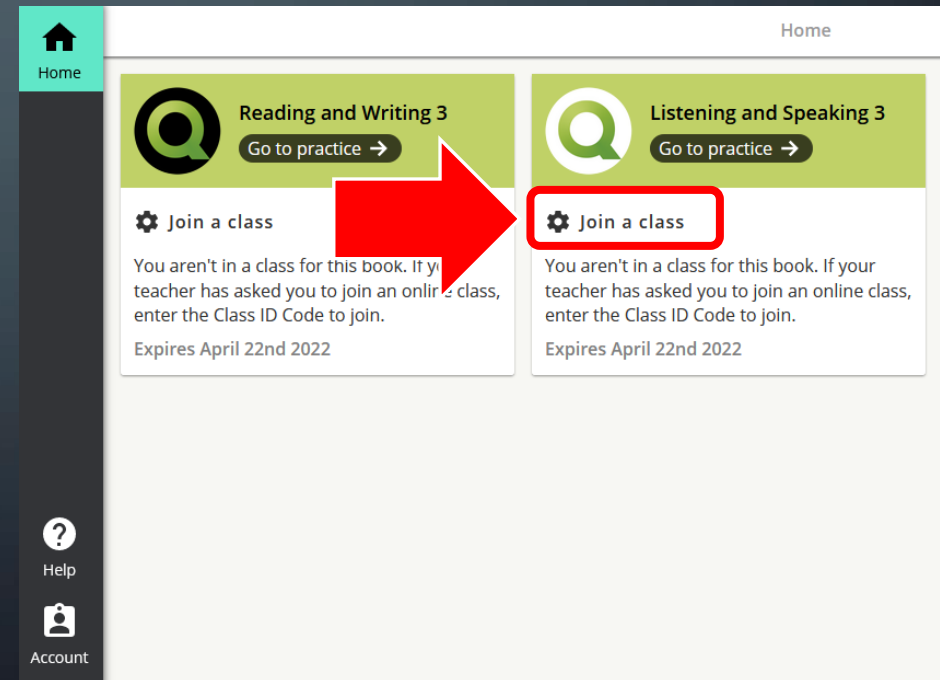 Home
Home
Reading and Writing 3
Go to practice
Join a class
You aren't in a class for this book. If
teacher has asked you to join an online class,
enter the Class ID Code to join.
Expires April 22nd 2022
Listening and Speaking 3
Go to practice
Join a class
You aren't in a class for this book. If your
teacher has asked you to join an online class,
enter the Class ID Code to join.
Expires April 22nd 2022
Help
Account